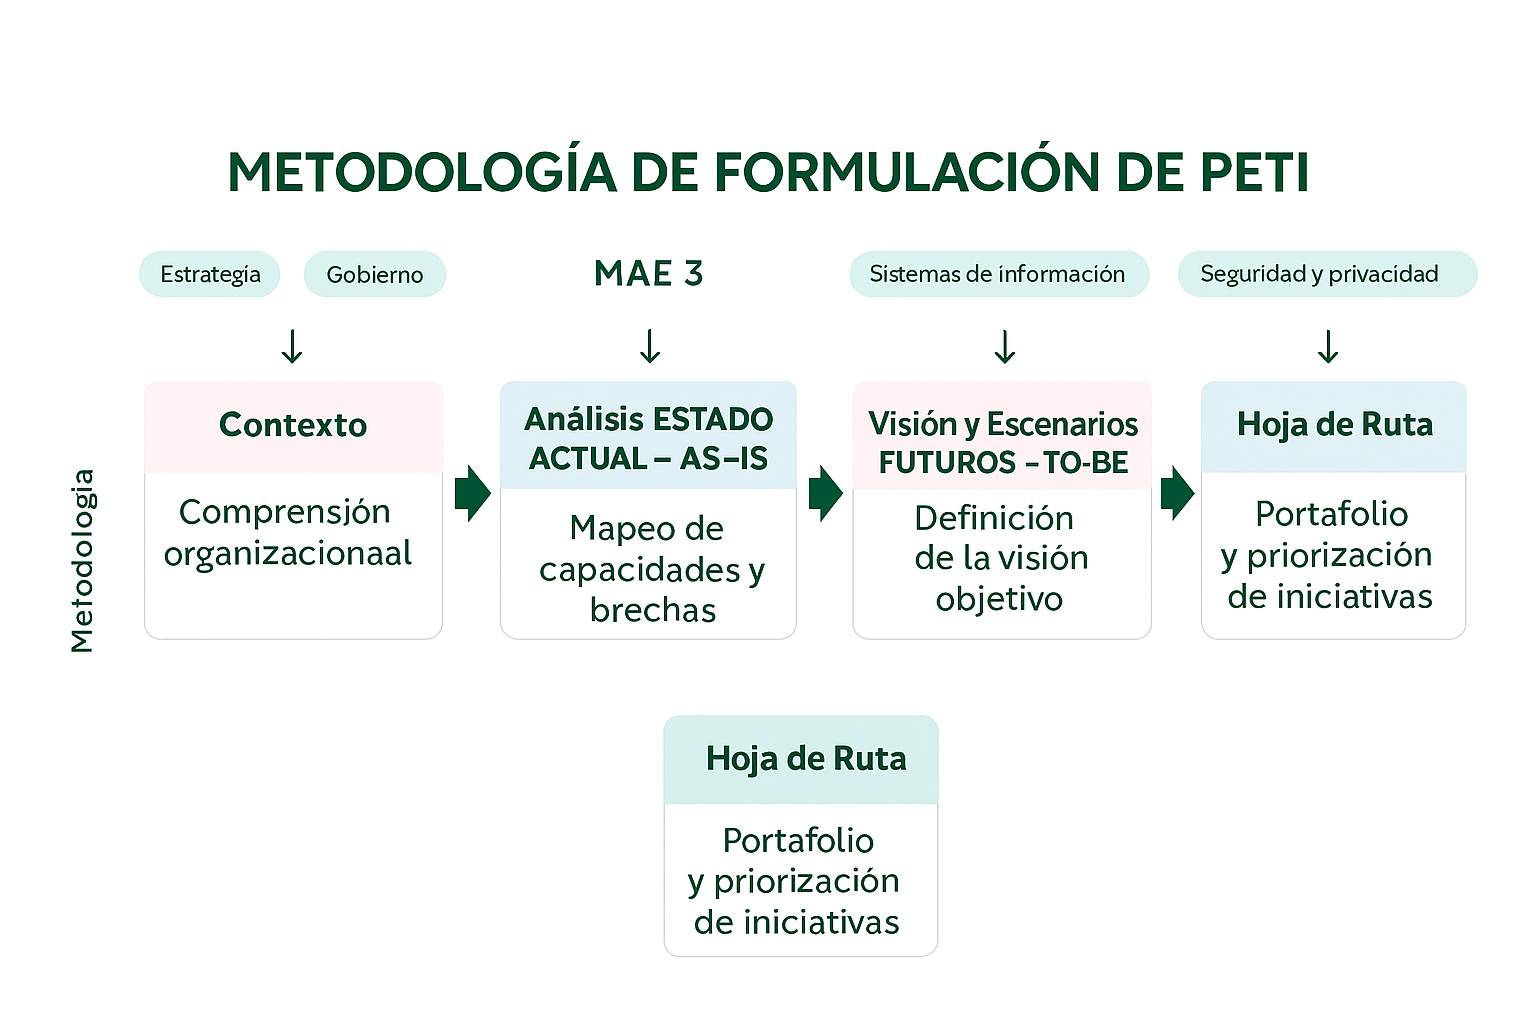 METODOLOGÍA DE FORMULACIÓN DE PETI
Estrategia
Gobierno
MAE 3
Sistemas de información
Seguridad y privacidad
Metodologia
Contexto
Comprensjón
organizacionaal
Análisis ESTADO
ACTUAL – AS–IS
Mapeo de
capacidades y
brechas
Visión y Escenarios
FUTUROS – TO-BE
Definición
de la visión
objetivo
Hoja de Ruta
Portafolio
y priorización
de iniciativas
Hoja de Ruta
Portafolio
y priorización
de iniciativas